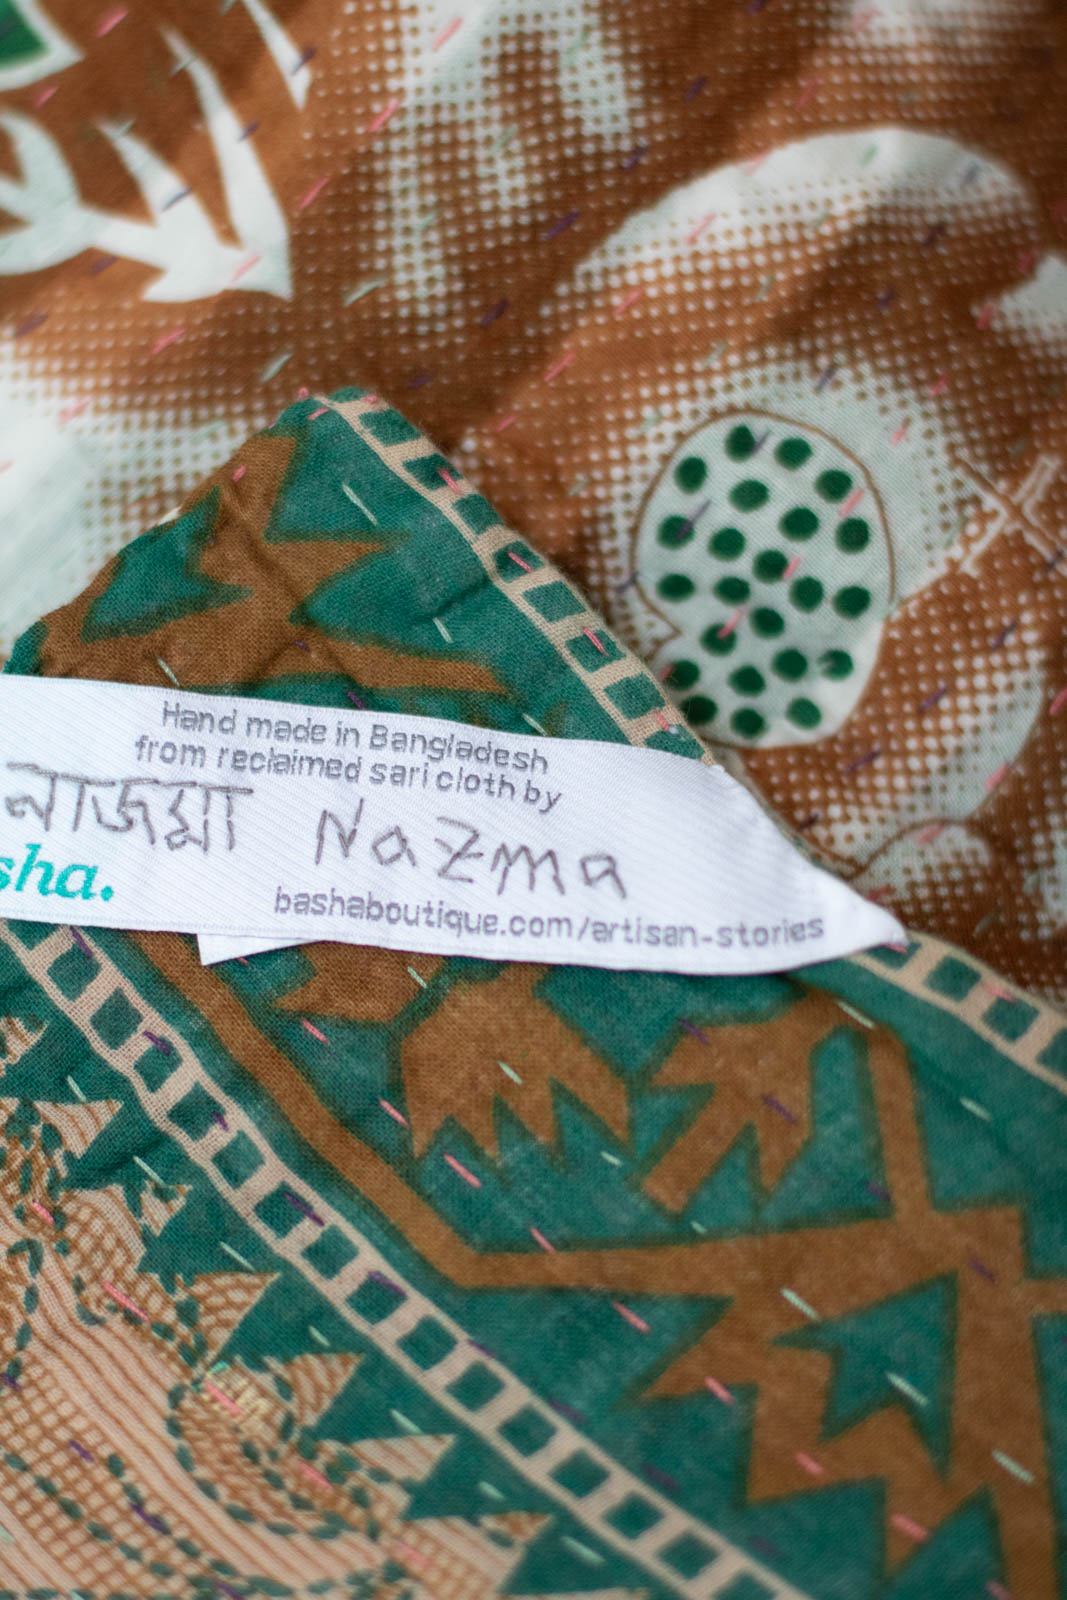 Hand made in Bangladesh
from reclaimed sari cloth by
নাজমা Nazma
sha.
bashaboutique.com/artisan-stories